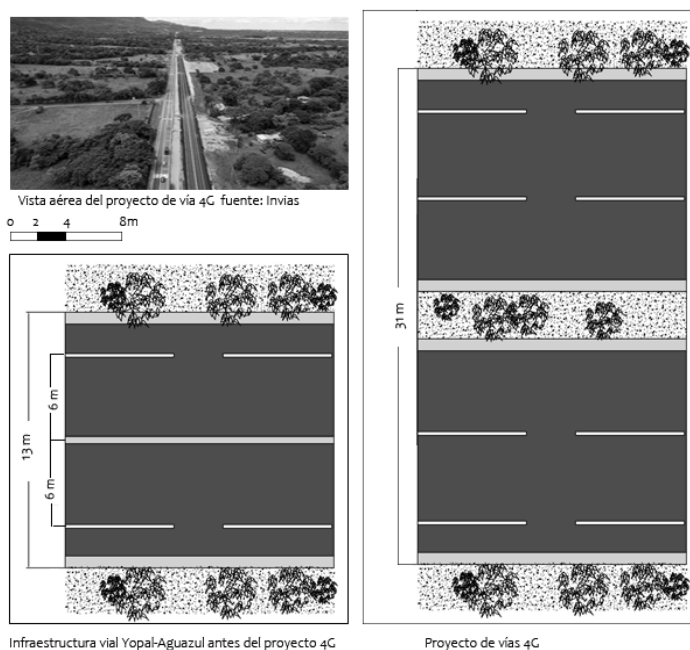 Vista aérea del proyecto de vía 4G fuente: Invias
0 2 4 8m
6 m
13 m
6 m
31 m
Infraestructura vial Yopal-Aguazul antes del proyecto 4G
Proyecto de vías 4G